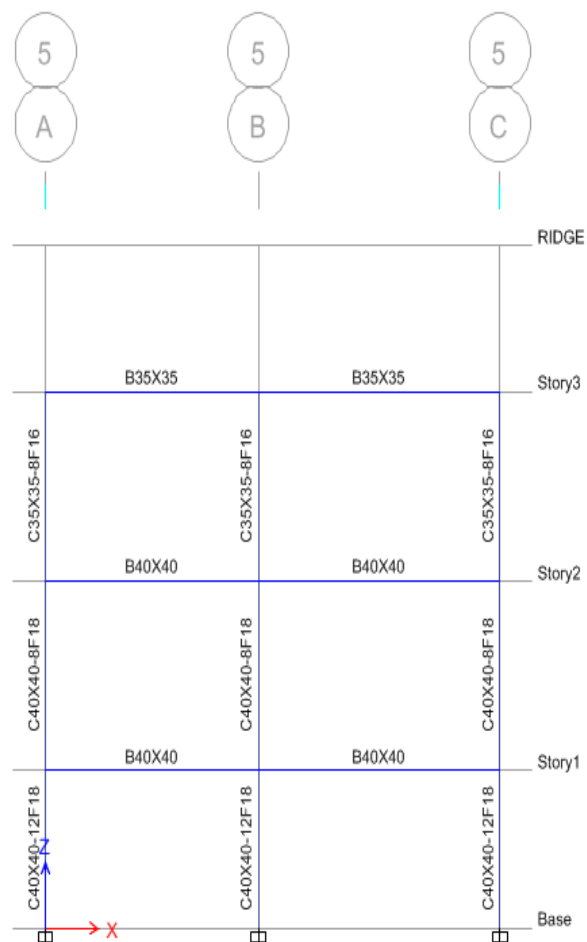 5 5 5
A B C
RIDGE
B35X35 B35X35
Story3
C35X35-8F16 C35X35-8F16 C35X35-8F16
B40X40 B40X40
Story2
C40X40-8F18 C40X40-8F18 C40X40-8F18
B40X40 B40X40
Story1
C40X40-12F18 C40X40-12F18 C40X40-12F18
Z
X
Base